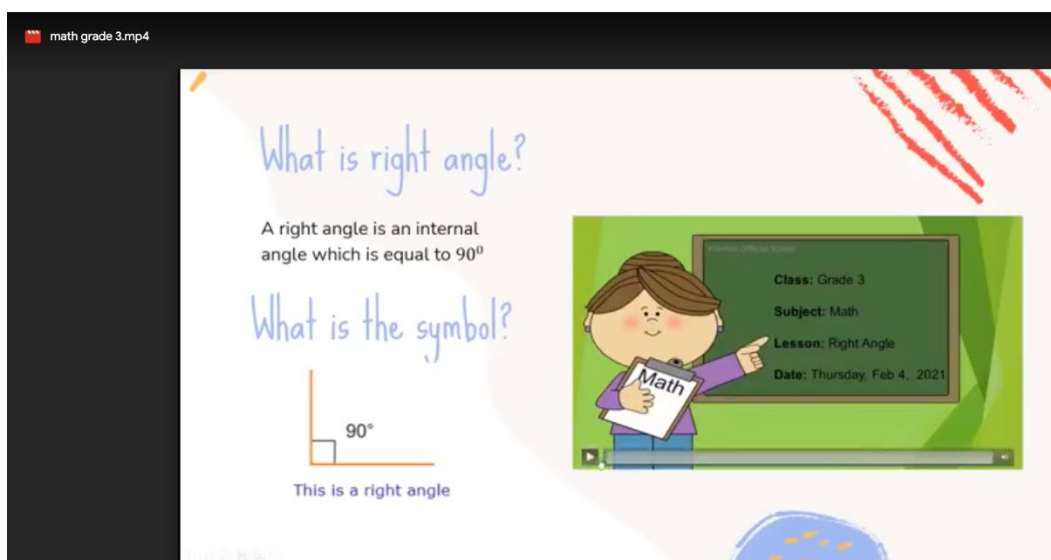 math grade 3.mp4
What is right angle?
A right angle is an internal
angle which is equal to 90⁰
What is the symbol?
90°
This is a right angle
Class: Grade 3
Subject: Math
Lesson: Right Angle
Date: Thursday, Feb 4, 2021
Math